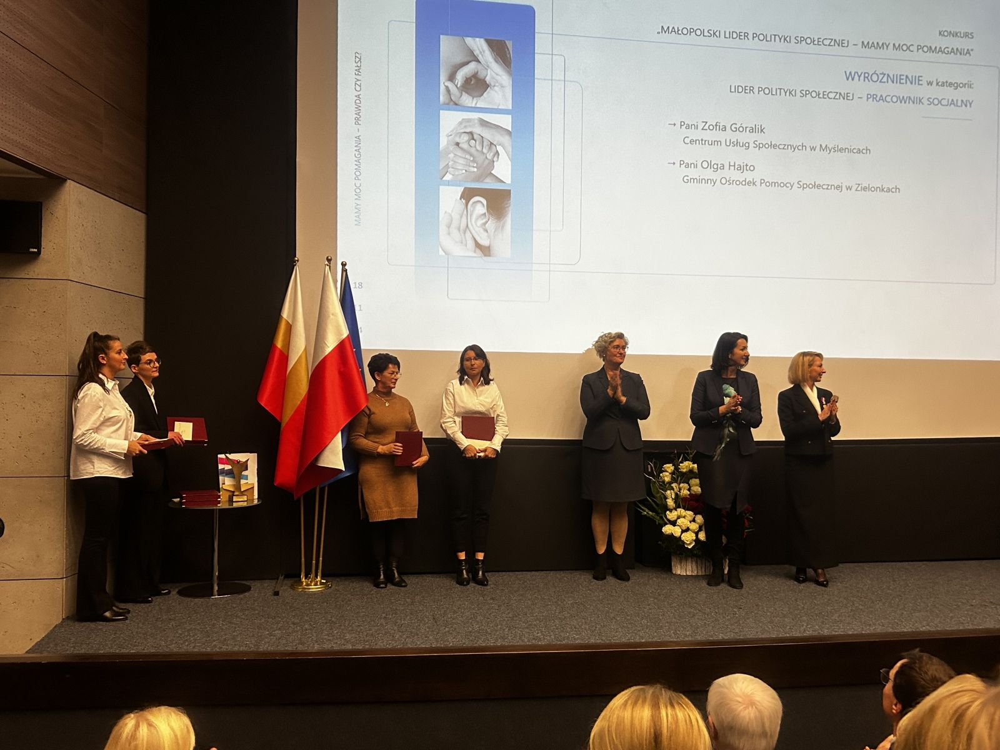 KONKURS
„MAŁOPOLSKI LIDER POLITYKI SPOŁECZNEJ – MAMY MOC POMAGANIA"
WYRÓŻNIENIE w kategorii:
LIDER POLITYKI SPOŁECZNEJ – PRACOWNIK SOCJALNY
→ Pani Zofia Góralik
Centrum Usług Społecznych w Myślenicach
→ Pani Olga Hajto
Gminny Ośrodek Pomocy Społecznej w Zielonkach
MAMY MOC POMAGANIA – PRAWDA CZY FAŁSZ?
18